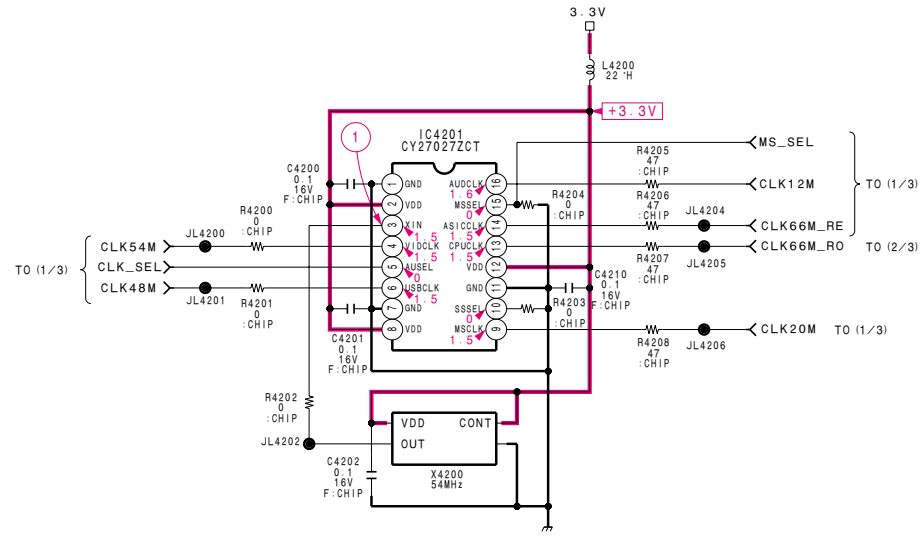 3.3V
L4200
22 ˚H
+3.3V
1
IC4201
CY27027ZCT
C4200
0.1
16V
F:CHIP
1
GND
2
VDD
3
XIN
1.5
4
VIDCLK
1.5
5
AUSEL
0
6
USBCLK
1.5
7
GND
8
VDD
AUDCLK
16
1.6
MSSEL
15
0
ASICCLK
14
1.5
CPUCLK
13
1.5
VDD
12
GND
11
SSSEL
10
0
MSCLK
9
1.5
R4200
0
:CHIP
JL4200
CLK54M
CLK_SEL
TO (1/3)
CLK48M
JL4201
R4201
0
:CHIP
C4201
0.1
16V
F:CHIP
R4204
0
:CHIP
R4203
0
:CHIP
C4210
0.1
16V
F:CHIP
MS_SEL
R4205
47
:CHIP
CLK12M
TO (1/3)
R4206
47
:CHIP
JL4204
CLK66M_RE
CLK66M_RO
TO (2/3)
R4207
47
:CHIP
JL4205
CLK20M
TO (1/3)
R4208
47
:CHIP
JL4206
R4202
0
:CHIP
JL4202
VDD
CONT
OUT
X4200
54MHz
C4202
0.1
16V
F:CHIP